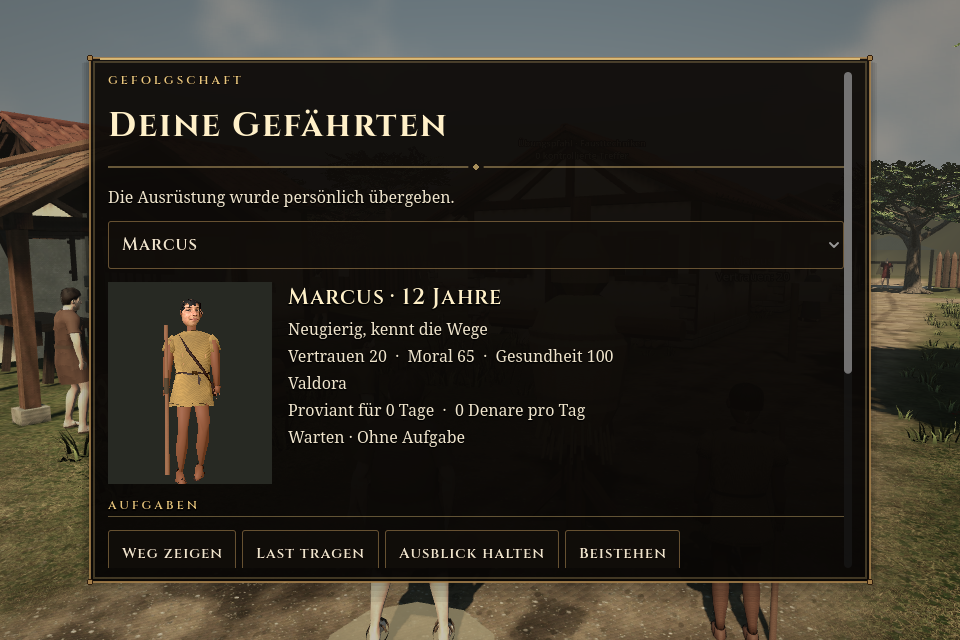 GEFOLGSCHAFT
DEINE GEFÄHRTEN
Die Ausrüstung wurde persönlich übergeben.
MARCUS
MARCUS · 12 JAHRE
Neugierig, kennt die Wege
Vertrauen 20 · Moral 65 · Gesundheit 100
Valdora
Proviant für 0 Tage · 0 Denare pro Tag
Warten · Ohne Aufgabe
AUFGABEN
WEG ZEIGEN LAST TRAGEN AUSBLICK HALTEN BEISTEHEN